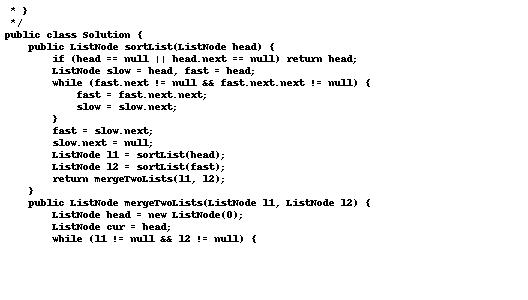 * }
 */
public class Solution {
    public ListNode sortList(ListNode head) {
        if (head == null || head.next == null) return head;
        ListNode slow = head, fast = head;
        while (fast.next != null && fast.next.next != null) {
            fast = fast.next.next;
            slow = slow.next;
        }
        fast = slow.next;
        slow.next = null;
        ListNode l1 = sortList(head);
        ListNode l2 = sortList(fast);
        return mergeTwoLists(l1, l2);
    }
    public ListNode mergeTwoLists(ListNode l1, ListNode l2) {
        ListNode head = new ListNode(0);
        ListNode cur = head;
        while (l1 != null && l2 != null) {